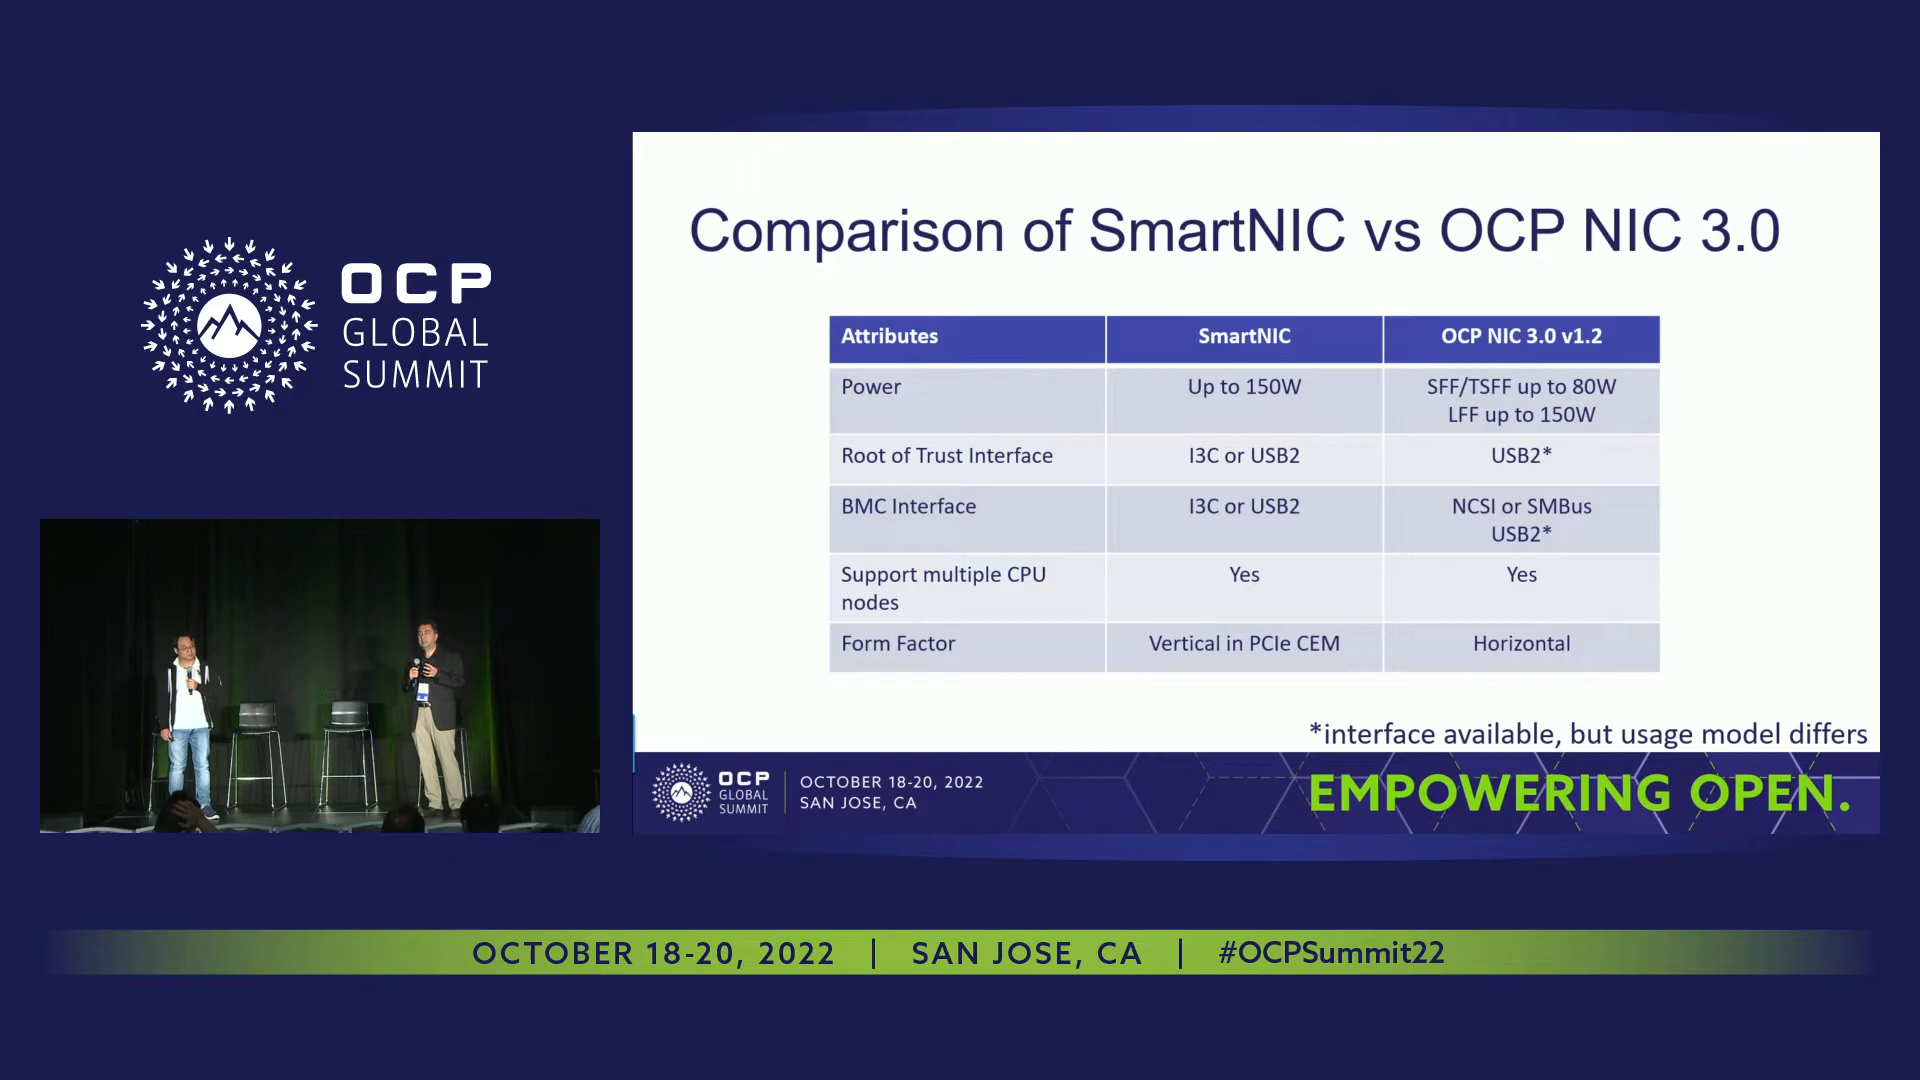 OCP
GLOBAL
SUMMIT
Comparison of SmartNIC vs OCP NIC 3.0
Attributes SmartNIC OCP NIC 3.0 v1.2
Power Up to 150W SFF/TSFF up to 80W
LFF up to 150W
Root of Trust Interface I3C or USB2 USB2*
BMC Interface I3C or USB2 NCSI or SMBus
USB2*
Support multiple CPU Yes Yes
nodes
Form Factor Vertical in PCIe CEM Horizontal
*interface available, but usage model differs
OCP
GLOBAL
SUMMIT
OCTOBER 18-20, 2022
SAN JOSE, CA
EMPOWERING OPEN.
OCTOBER 18-20, 2022 | SAN JOSE, CA | #OCPSummit22